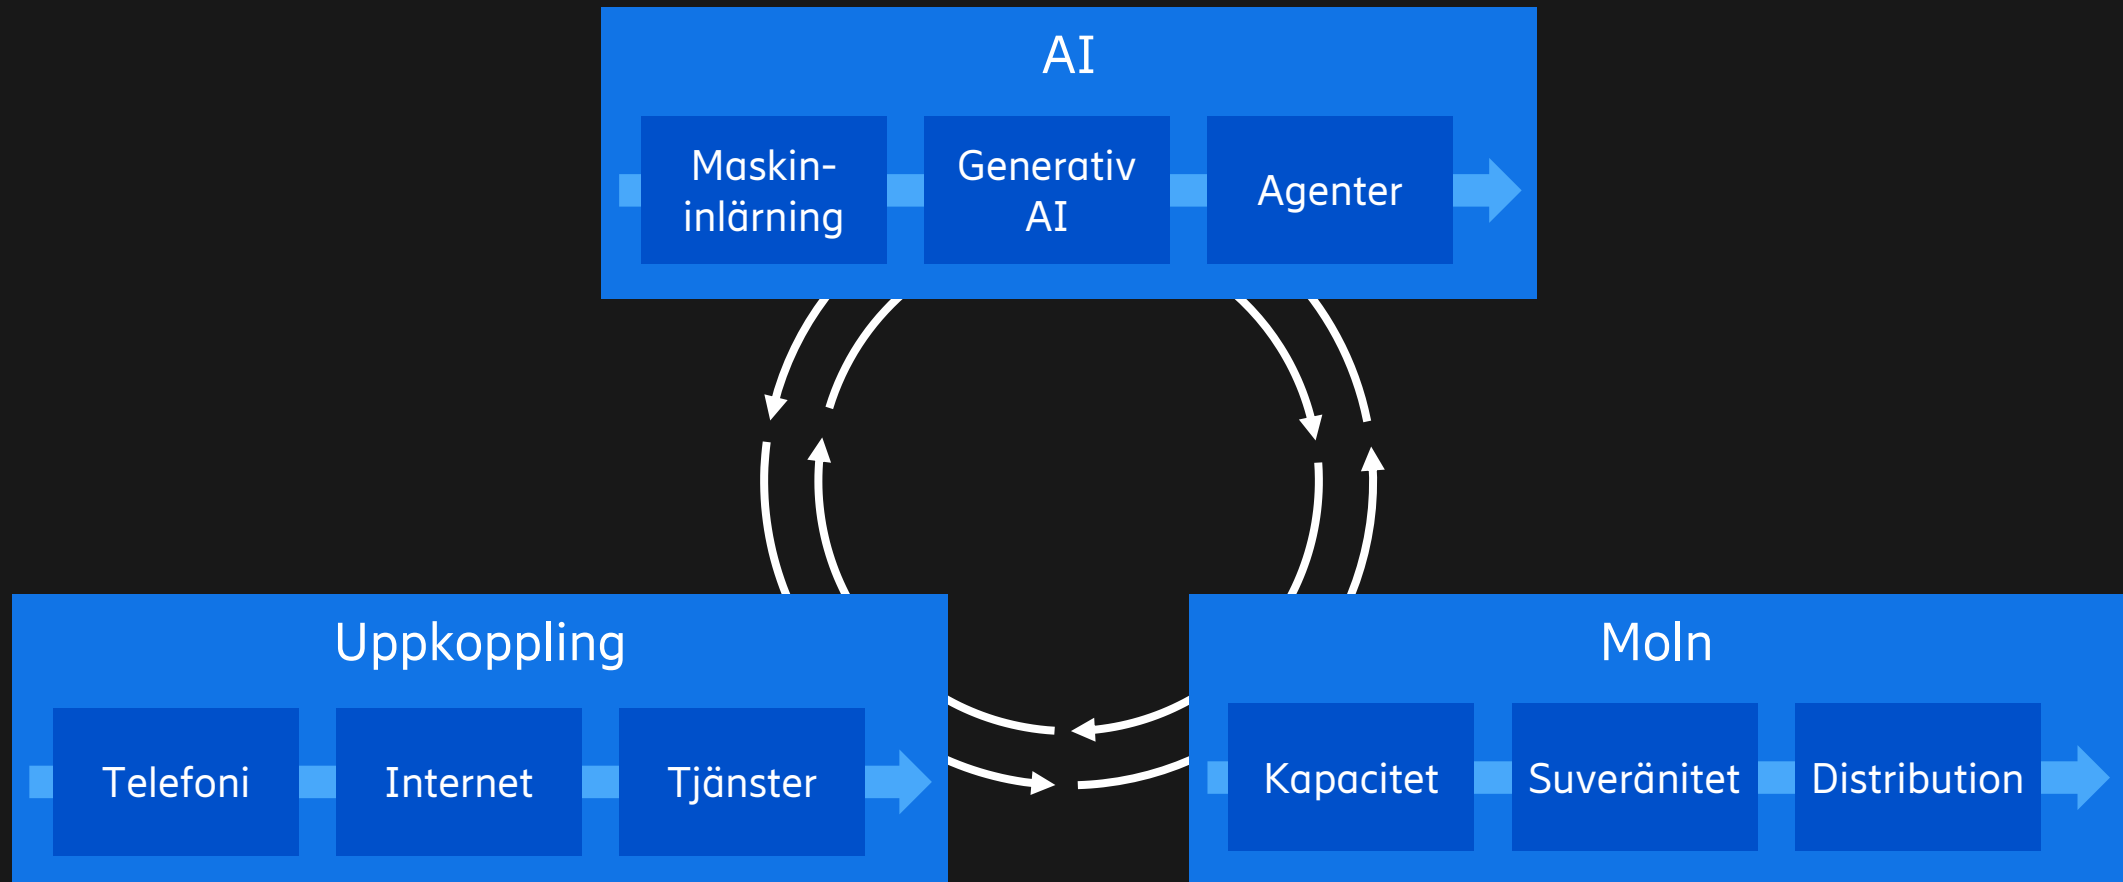 AI
Maskin-
inlärning
Generativ
AI
Agenter
Uppkoppling
Telefoni
Internet
Tjänster
Moln
Kapacitet
Suveränitet
Distribution